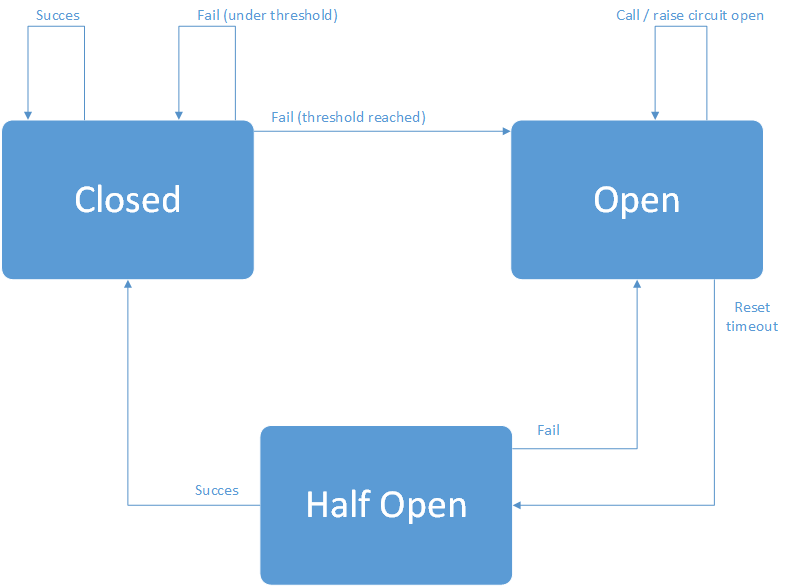 Succes
Fail (under threshold)
Call / raise circuit open
Fail (threshold reached)
Closed
Open
Reset
timeout
Fail
Succes
Half Open